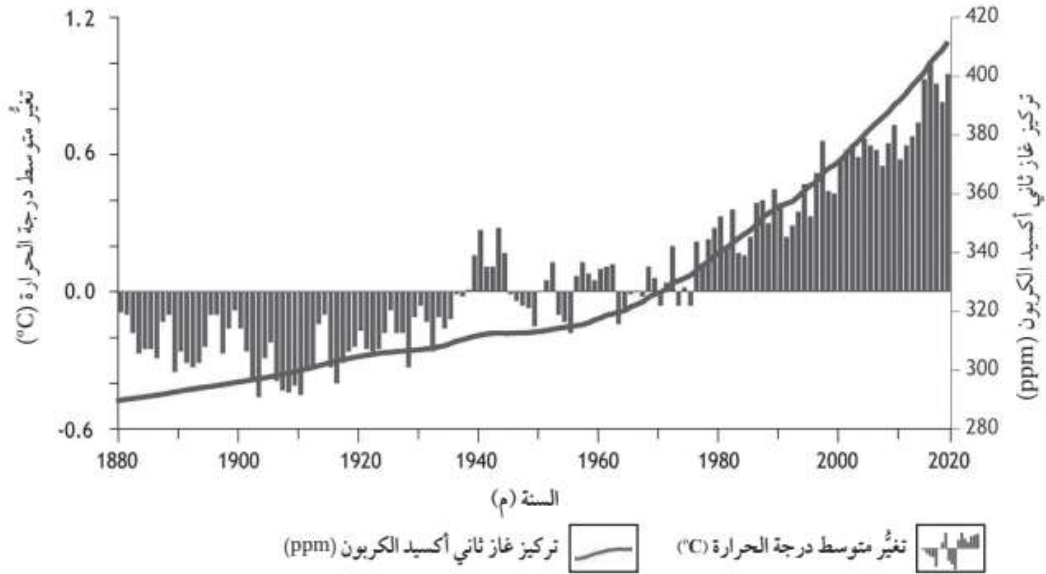 1.2
0.6
0.0
-0.6
تغيُّر متوسط درجة الحرارة (ºC)
420
400
380
360
340
320
300
280
تركيز غاز ثاني أكسيد الكربون (ppm)
1880 1900 1920 1940 1960 1980 2000 2020
السنة (م)
تغيُّر متوسط درجة الحرارة (ºC)
تركيز غاز ثاني أكسيد الكربون (ppm)